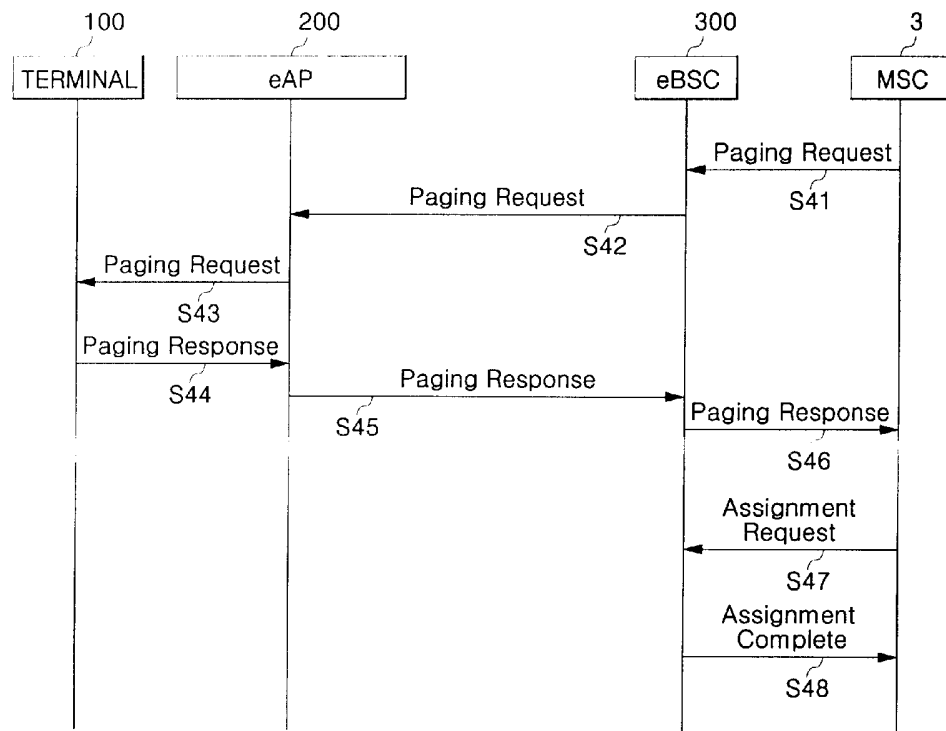 100
200
300
3
TERMINAL
eAP
eBSC
MSC
Paging Request
S41
Paging Request
S42
Paging Request
S43
Paging Response
S44
Paging Response
S45
Paging Response
S46
Assignment
Request
S47
Assignment
Complete
S48